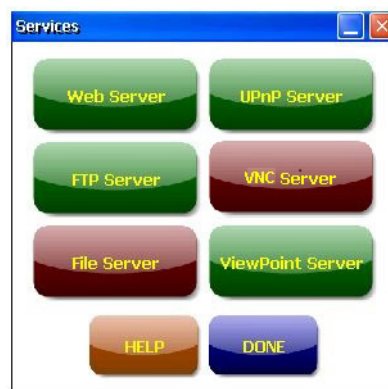 Services
Web Server
UPnP Server
FTP Server
VNC Server
File Server
ViewPoint Server
HELP
DONE